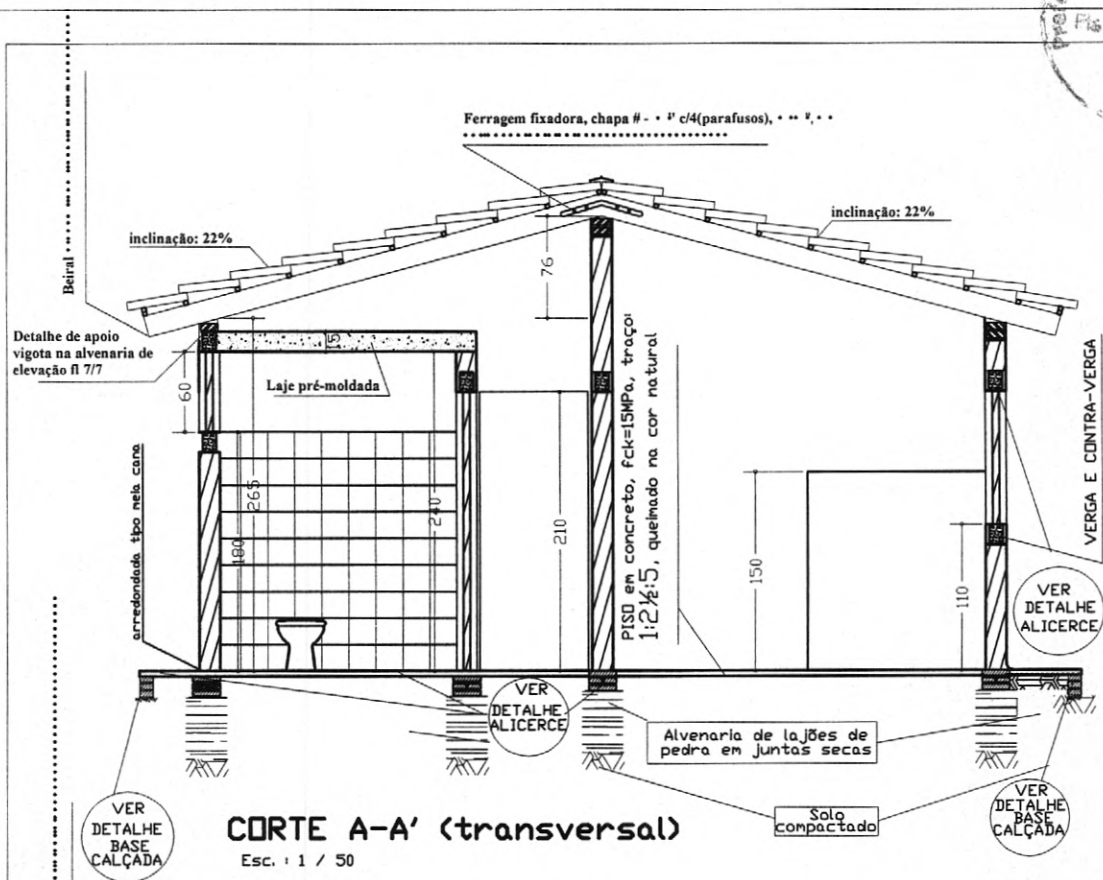 Fls
Ferragem fixadora, chapa # - c/4(parafusos),
inclinação: 22%
inclinação: 22%
Beiral
76
Detalhe de apoio
vigota na alvenaria de
elevação fl 7/7
15
Laje pré-moldada
60
arredondada tipo meia cana
265
180
240
210
PISO em concreto, fck=15MPa, traço:
1:2½:5, queimado na cor natural
150
110
VERGA E CONTRA-VERGA
VER
DETALHE
ALICERCE
VER
DETALHE
ALICERCE
Alvenaria de lajões de
pedra em juntas secas
VER
DETALHE
BASE
CALÇADA
Solo
compactado
VER
DETALHE
BASE
CALÇADA
CORTE A-A' (transversal)
Esc. : 1 / 50